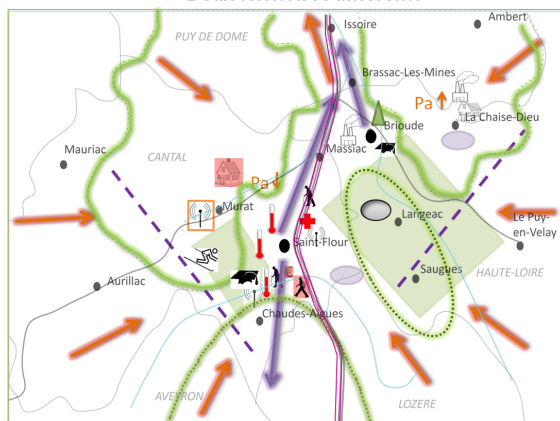 Issoire
Ambert
PUY DE DOME
Brassac-Les-Mines
Pa
La Chaise-Dieu
Brioude
Massiac
Mauriac
CANTAL
Pa
Murat
Langeac
Le Puy-
en-Velay
Saint-Flour
HAUTE-LOIRE
Saugues
Aurillac
Chaudes-Aigues
AVEYRON
LOZERE